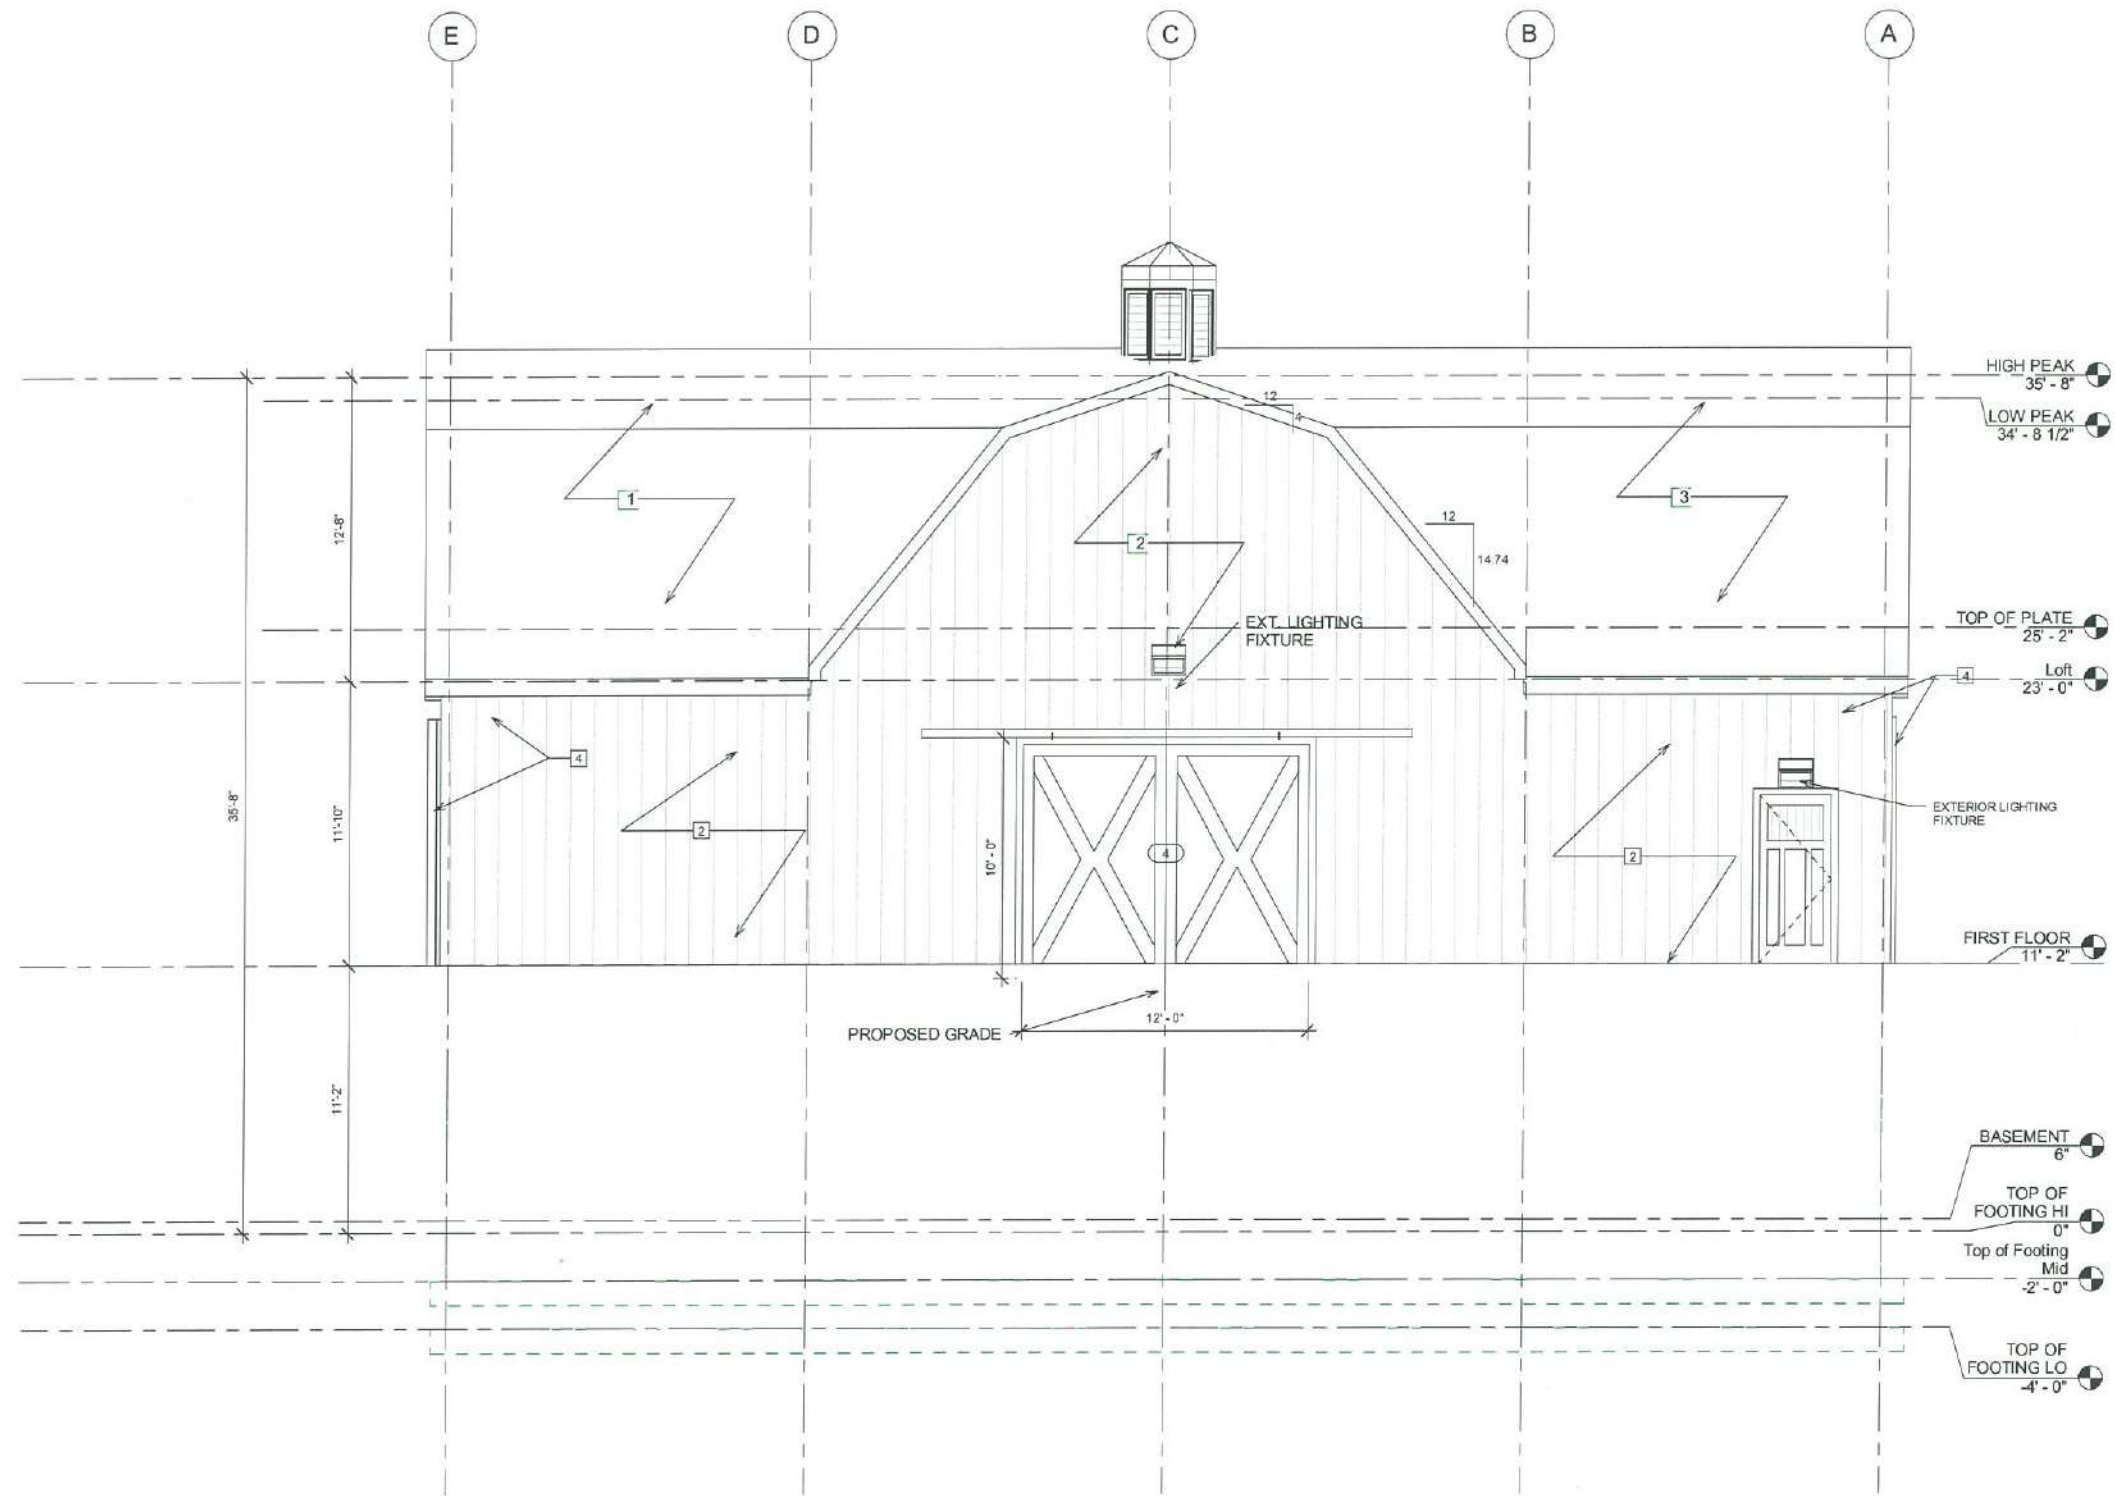 E
D
C
B
A
HIGH PEAK
35' - 8"
LOW PEAK
34' - 8 1/2"
12
4
1
3
2
12
14.74
12'-8"
EXT. LIGHTING
FIXTURE
TOP OF PLATE
25' - 2"
Loft
23' - 0"
4
4
35'-8"
11'-10"
2
10' - 0"
4
2
EXTERIOR LIGHTING
FIXTURE
FIRST FLOOR
11' - 2"
PROPOSED GRADE
12' - 0"
11'-2"
BASEMENT
6"
TOP OF
FOOTING HI
0"
Top of Footing
Mid
-2' - 0"
TOP OF
FOOTING LO
-4' - 0"